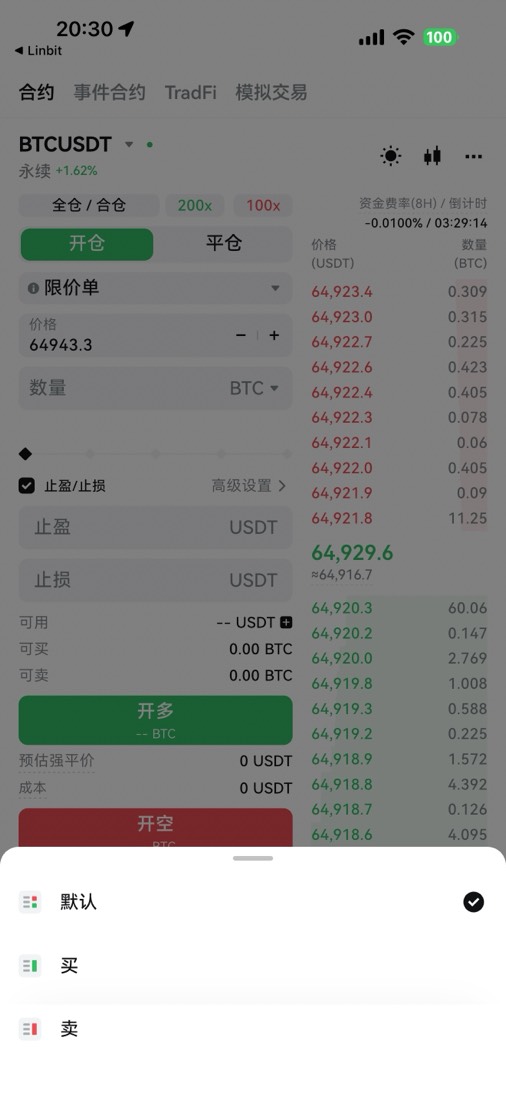 20:30
100
Linbit
合约 事件合约 TradFi 模拟交易
BTCUSDT
永续 +1.62%
全仓 / 合仓 200x 100x
资金费率(8H) / 倒计时
-0.0100% / 03:29:14
开仓 平仓
价格 数量
(USDT) (BTC)
限价单
价格
64943.3
数量 BTC
止盈/止损 高级设置
止盈 USDT
止损 USDT
可用 -- USDT
可买 0.00 BTC
可卖 0.00 BTC
开多
-- BTC
预估强平价 0 USDT
成本 0 USDT
开空
BTC
64,923.4 0.309
64,923.0 0.315
64,922.7 0.225
64,922.6 0.423
64,922.4 0.405
64,922.3 0.078
64,922.1 0.06
64,922.0 0.405
64,921.9 0.09
64,921.8 11.25
64,929.6
≈64,916.7
64,920.3 60.06
64,920.2 0.147
64,920.0 2.769
64,919.8 1.008
64,919.3 0.588
64,919.2 0.225
64,918.9 1.572
64,918.8 4.392
64,918.7 0.126
64,918.6 4.095
默认
买
卖